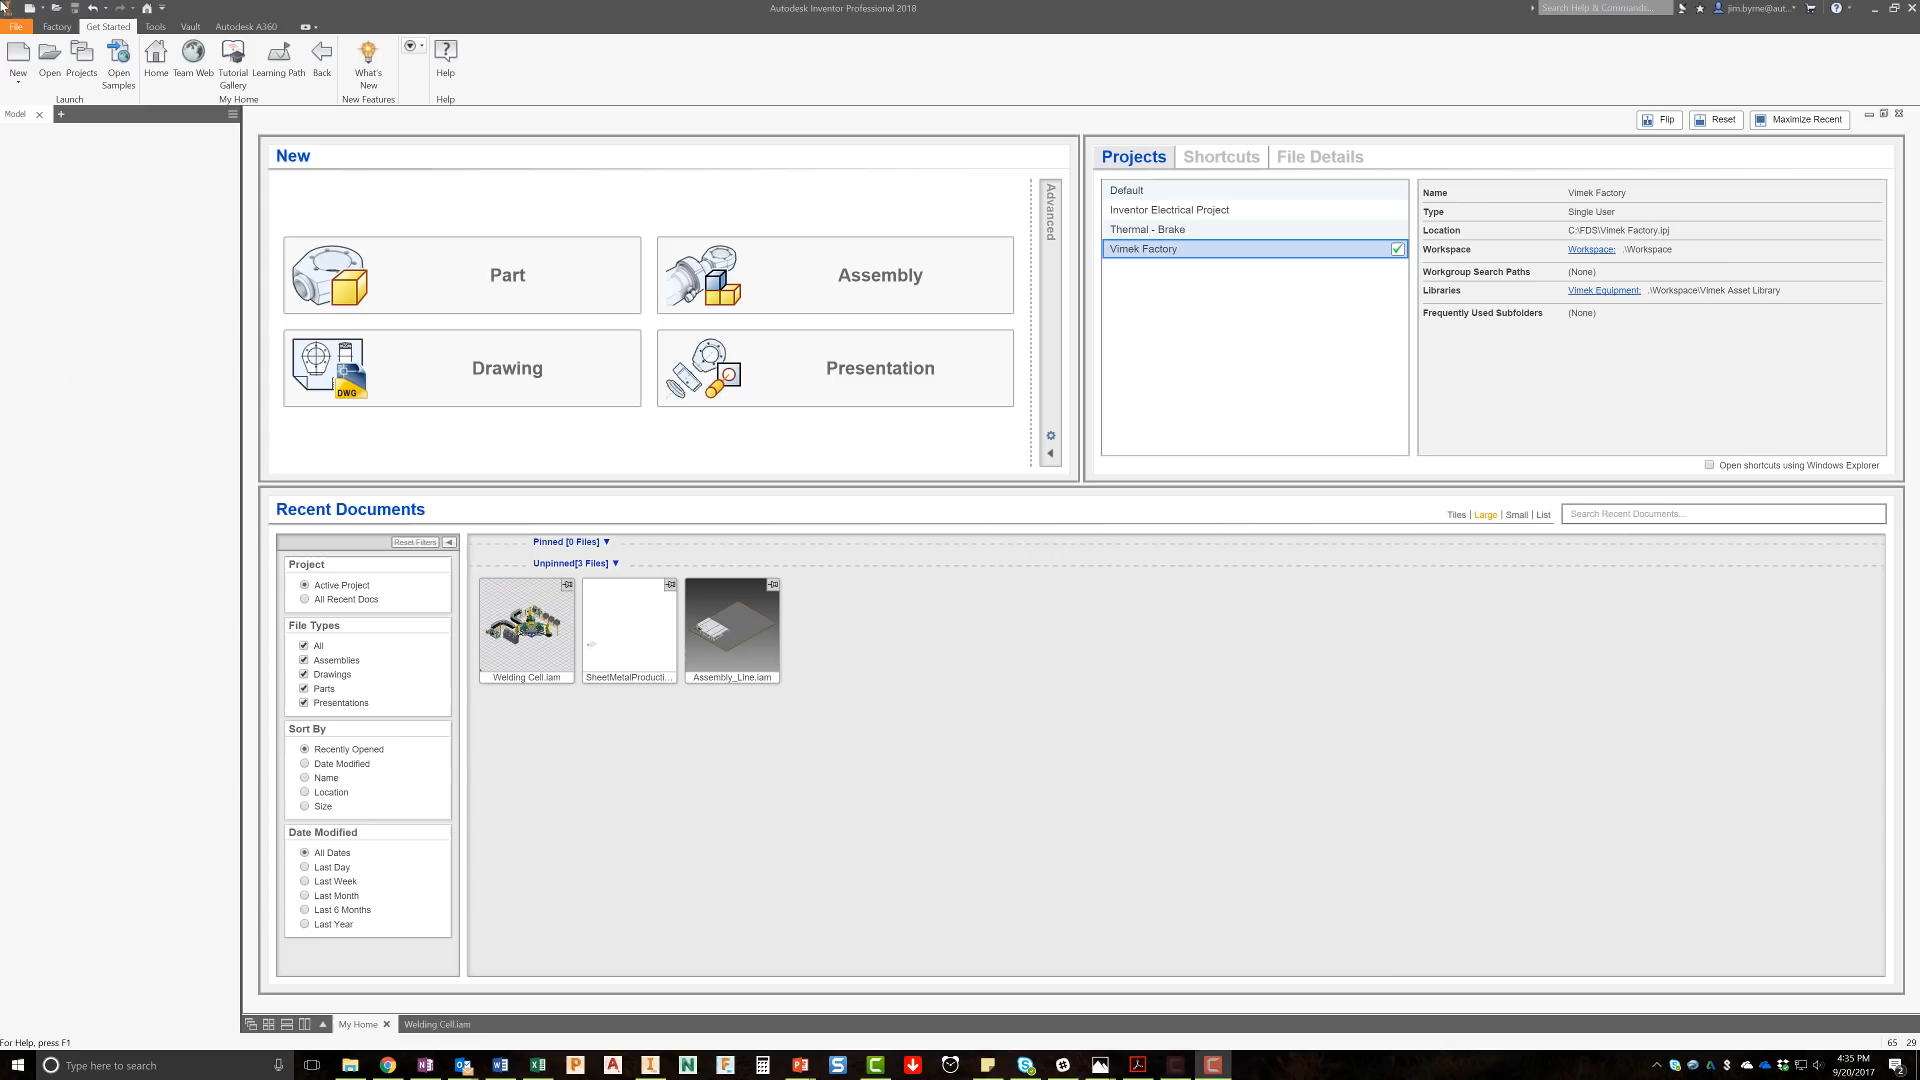 Autodesk Inventor Professional 2018
Search Help & Commands...
jim.byrne@aut...
File Factory Get Started Tools Vault Autodesk A360
New Open Projects Open Samples Home Team Web Tutorial Gallery Learning Path Back What's New Help
Launch My Home New Features Help
Model
Flip Reset Maximize Recent
New
Part
Assembly
Drawing
DWG
Presentation
Advanced
Projects Shortcuts File Details
Default
Inventor Electrical Project
Thermal - Brake
Vimek Factory
Name Vimek Factory
Type Single User
Location C:\FDS\Vimek Factory.ipj
Workspace Workspace: .\Workspace
Workgroup Search Paths (None)
Libraries Vimek Equipment: .\Workspace\Vimek Asset Library
Frequently Used Subfolders (None)
Open shortcuts using Windows Explorer
Recent Documents
Tiles | Large | Small | List
Search Recent Documents...
Reset Filters
Project
Active Project
All Recent Docs
File Types
All
Assemblies
Drawings
Parts
Presentations
Sort By
Recently Opened
Date Modified
Name
Location
Size
Date Modified
All Dates
Last Day
Last Week
Last Month
Last 6 Months
Last Year
Pinned [0 Files]
Unpinned[3 Files]
Welding Cell.iam
SheetMetalProducti...
Assembly_Line.iam
My Home
Welding Cell.iam
For Help, press F1
65 29
Type here to search
4:35 PM
9/20/2017